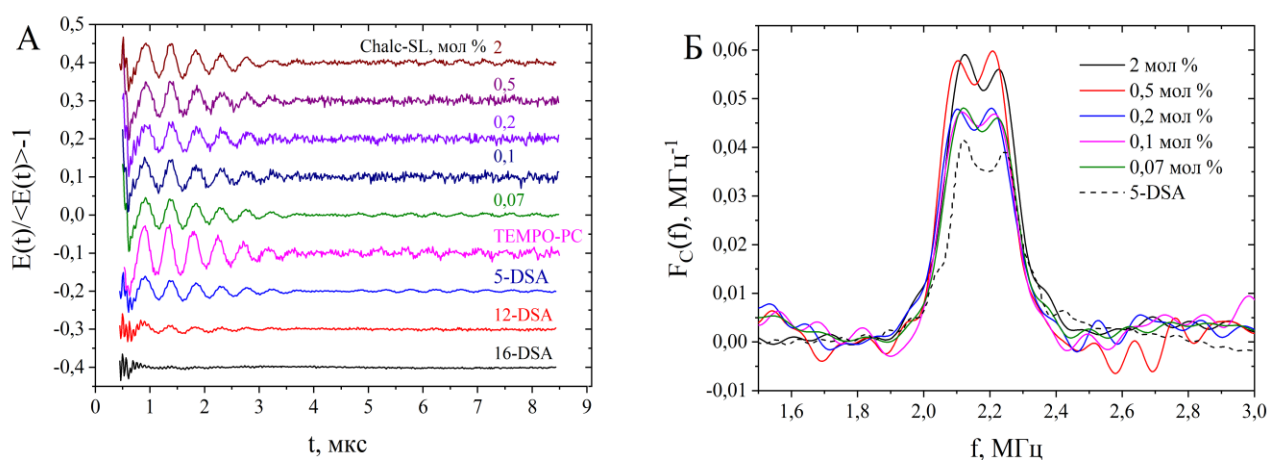 А
Chalc-SL, мол % 2
0,5
0,2
0,1
0,07
TEMPO-PC
5-DSA
12-DSA
16-DSA
0,5
0,4
0,3
0,2
0,1
0,0
-0,1
-0,2
-0,3
-0,4
E(t)/<E(t)>-1
0 1 2 3 4 5 6 7 8 9
t, мкс
Б
2 мол %
0,5 мол %
0,2 мол %
0,1 мол %
0,07 мол %
5-DSA
0,06
0,05
0,04
0,03
0,02
0,01
0,00
-0,01
F_C(f), МГц⁻¹
1,6 1,8 2,0 2,2 2,4 2,6 2,8 3,0
f, МГц